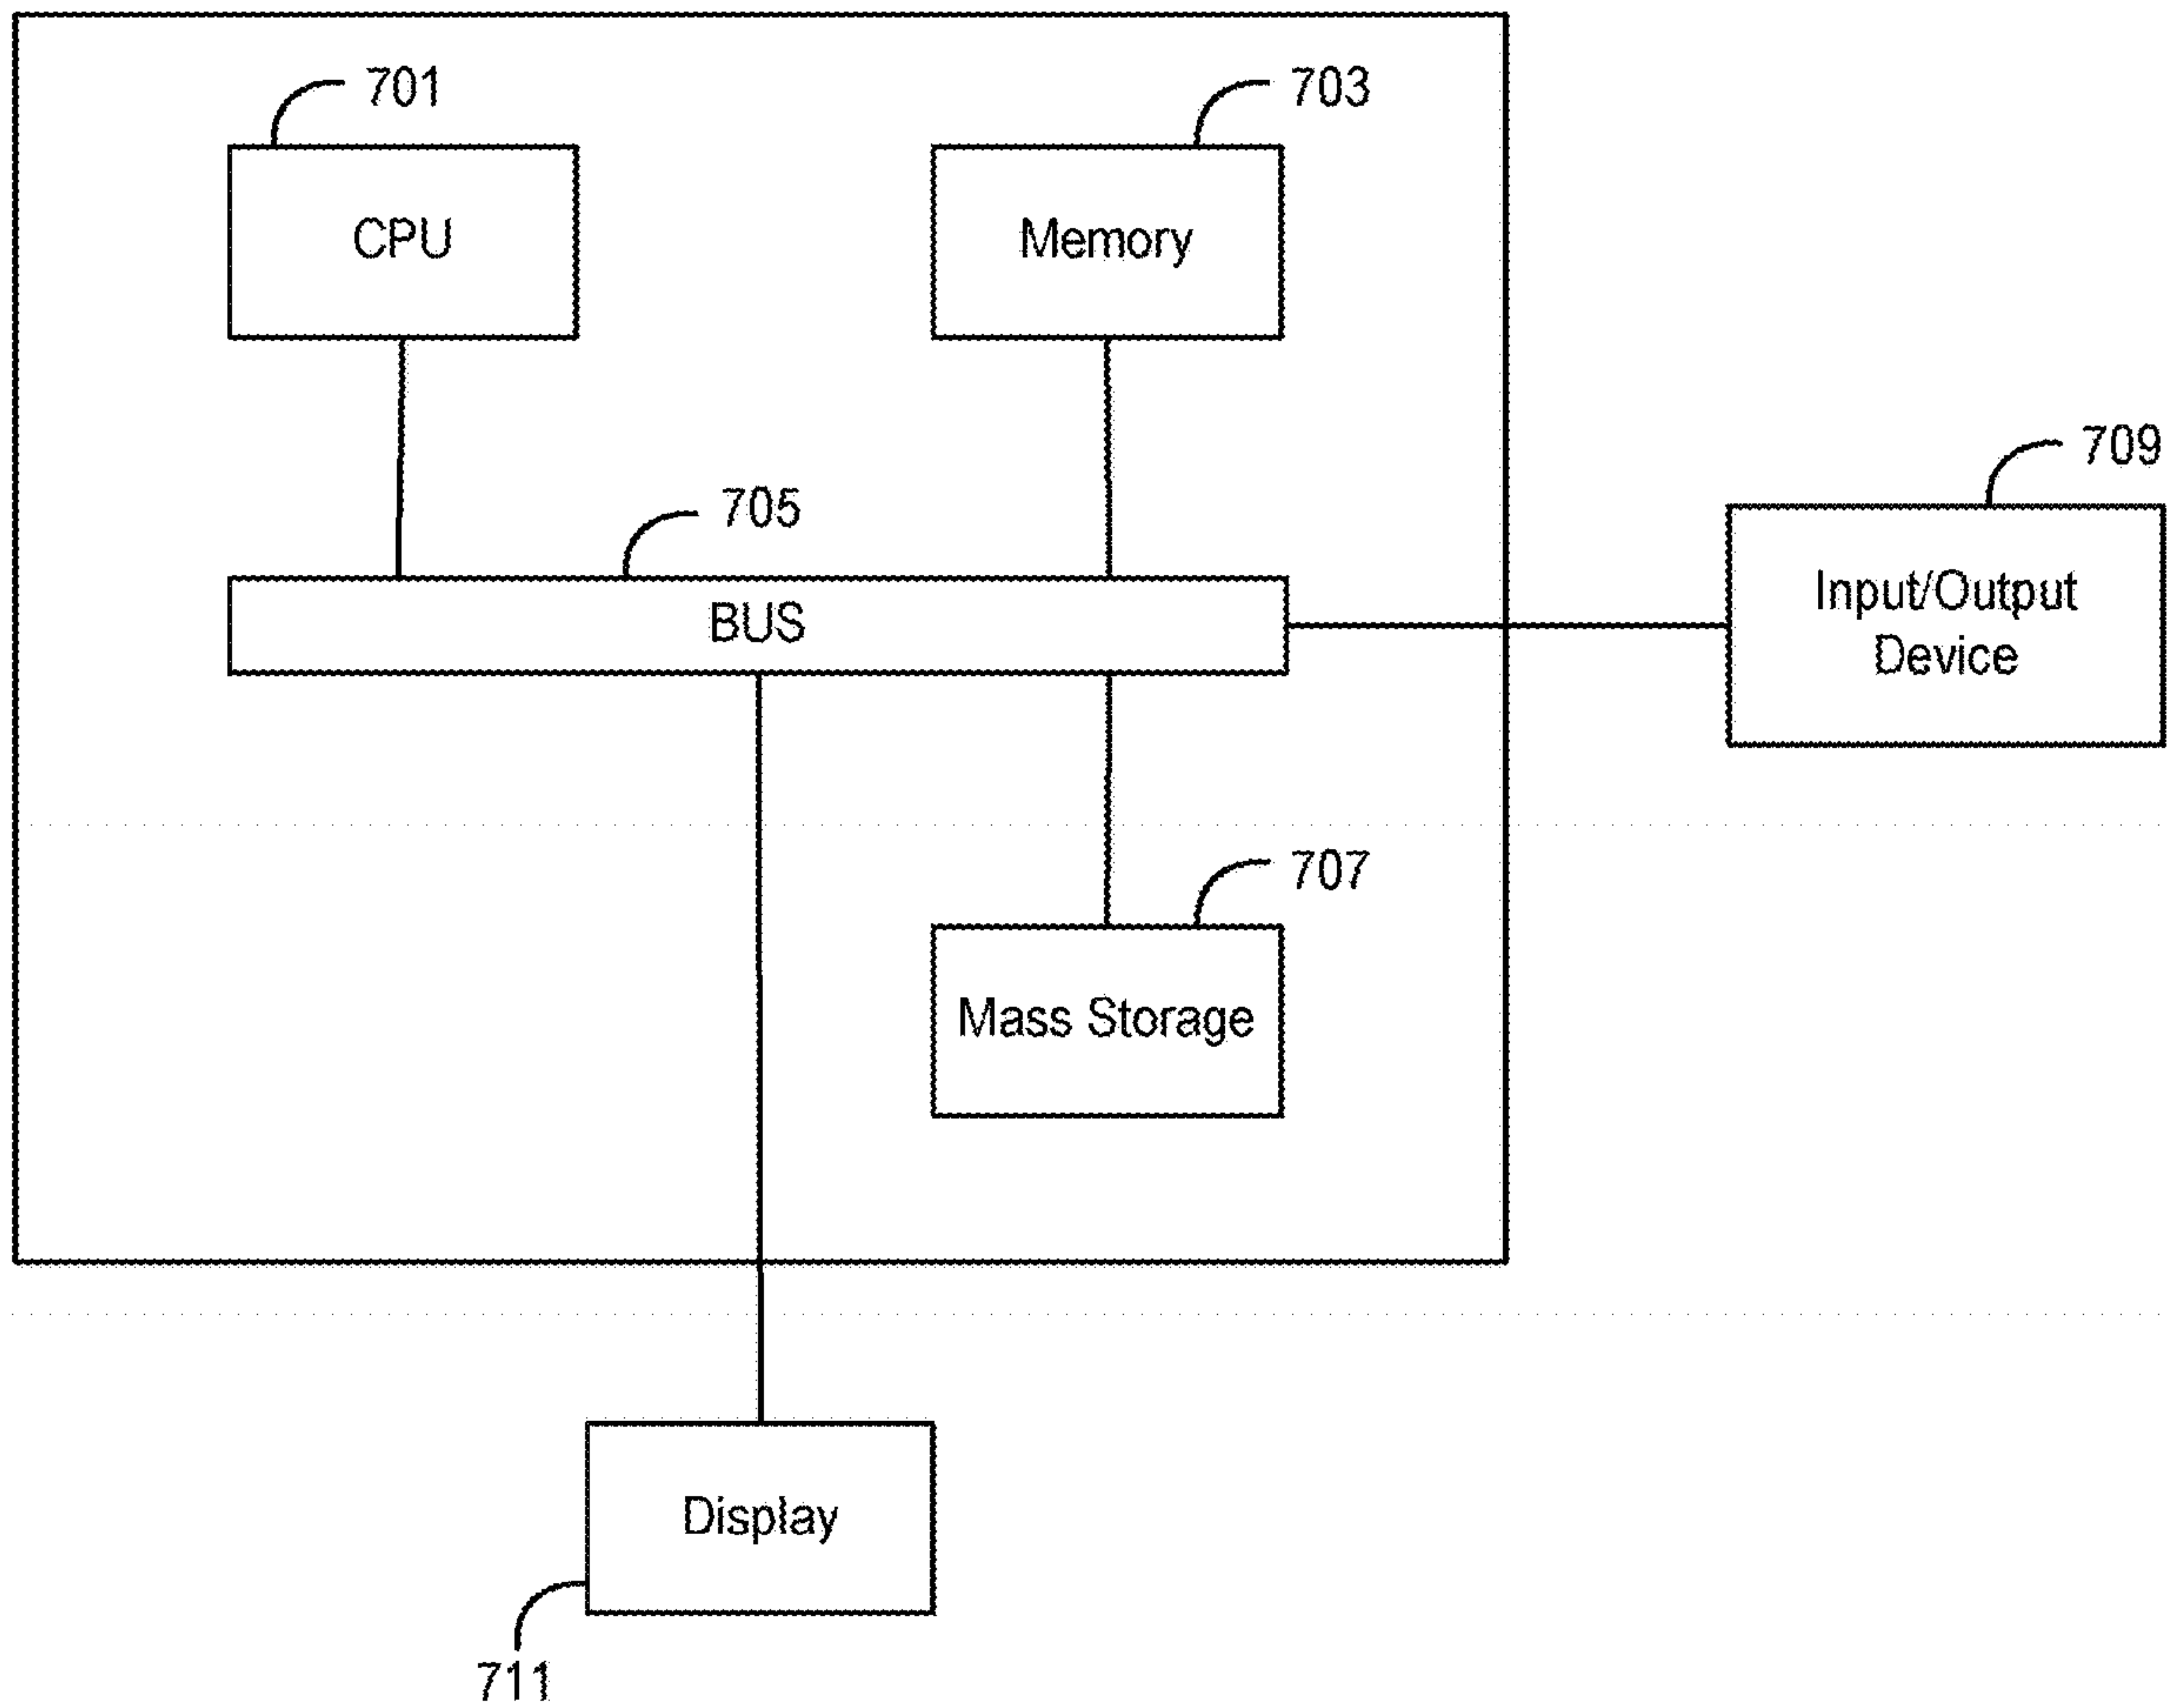 701
703
CPU
Memory
709
705
Input/Output
Device
BUS
707
Mass Storage
Display
711